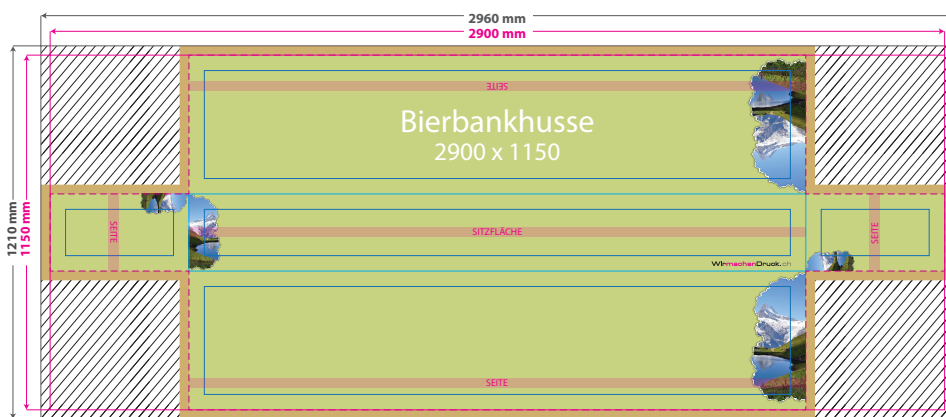 2960 mm
2900 mm
SEITE
Bierbankhusse
2900 x 1150
1210 mm
1150 mm
SEITE
SITZFLÄCHE
SEITE
WIrmachenDruck.ch
SEITE